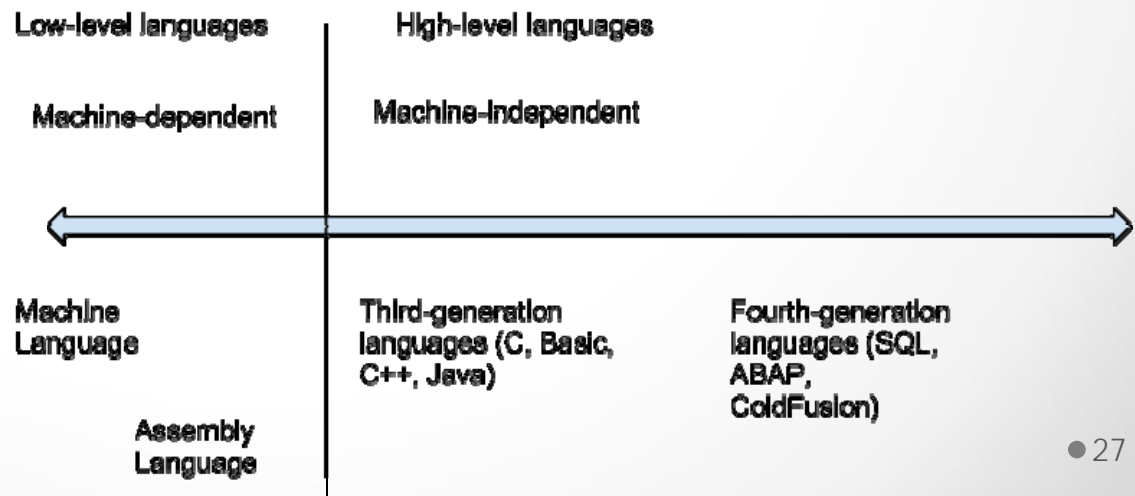 Low-level languages
High-level languages
Machine-dependent
Machine-independent
Machine
Language
Third-generation
languages (C, Basic,
C++, Java)
Fourth-generation
languages (SQL,
ABAP,
ColdFusion)
Assembly
Language
27